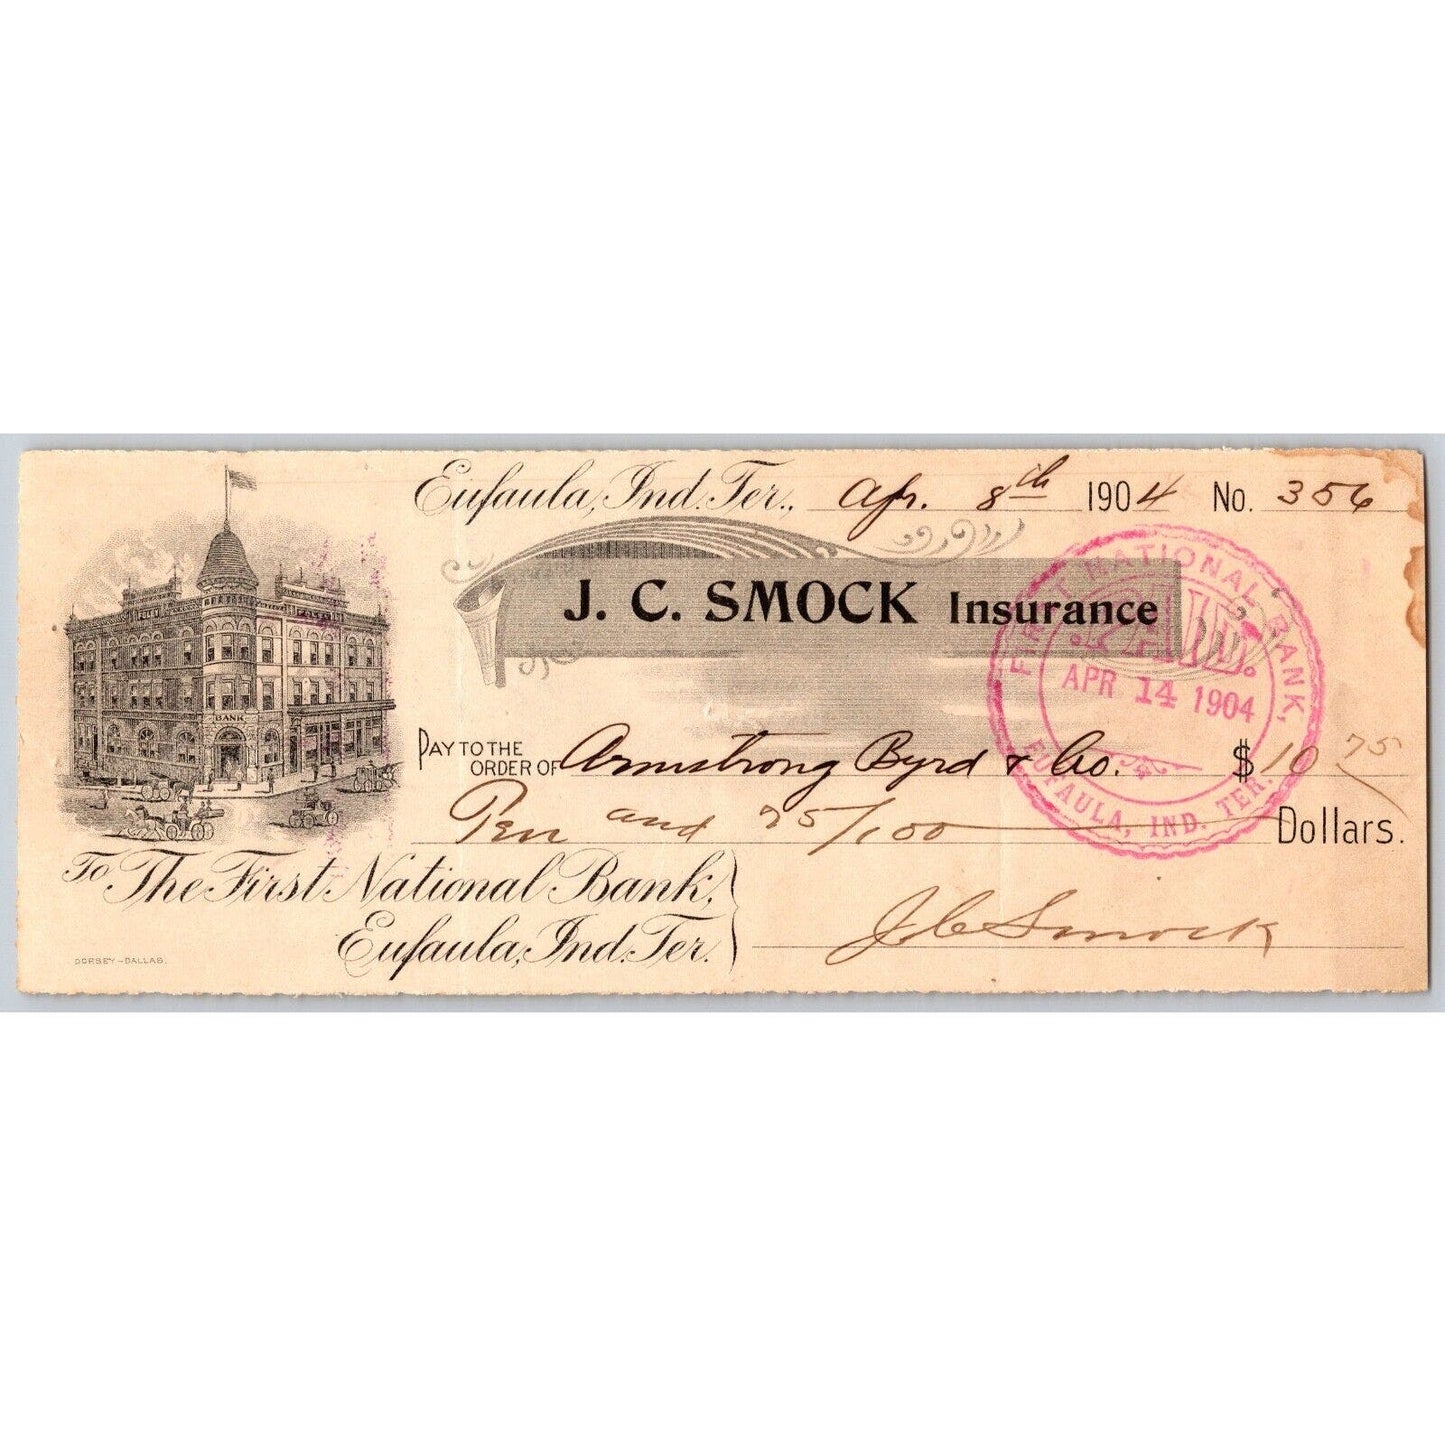 Eufaula, Ind. Ter., Apr. 8th 1904 No. 356
J. C. SMOCK Insurance
BANK
FIRST NATIONAL BANK,
PAID
APR 14 1904
EUFAULA, IND. TER.
PAY TO THE ORDER OF Armstrong Byrd & Co. $10 75
Ten and 75/100 Dollars.
To The First National Bank,
Eufaula, Ind. Ter.
J C Smock
DORSEY-DALLAS.